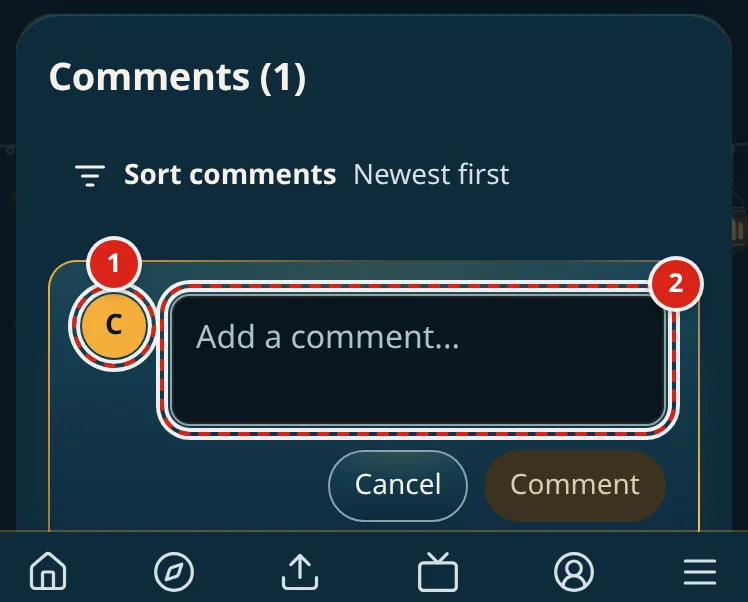 Comments (1)
Sort comments Newest first
1
2
C
Add a comment...
Cancel Comment